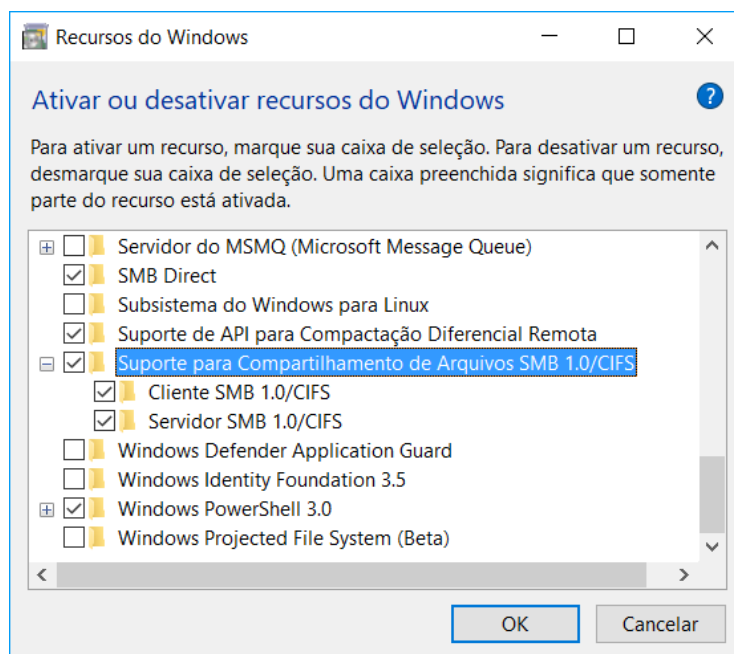 Recursos do Windows
Ativar ou desativar recursos do Windows
?
Para ativar um recurso, marque sua caixa de seleção. Para desativar um recurso,
desmarque sua caixa de seleção. Uma caixa preenchida significa que somente
parte do recurso está ativada.
Servidor do MSMQ (Microsoft Message Queue)
SMB Direct
Subsistema do Windows para Linux
Suporte de API para Compactação Diferencial Remota
Suporte para Compartilhamento de Arquivos SMB 1.0/CIFS
Cliente SMB 1.0/CIFS
Servidor SMB 1.0/CIFS
Windows Defender Application Guard
Windows Identity Foundation 3.5
Windows PowerShell 3.0
Windows Projected File System (Beta)
OK
Cancelar